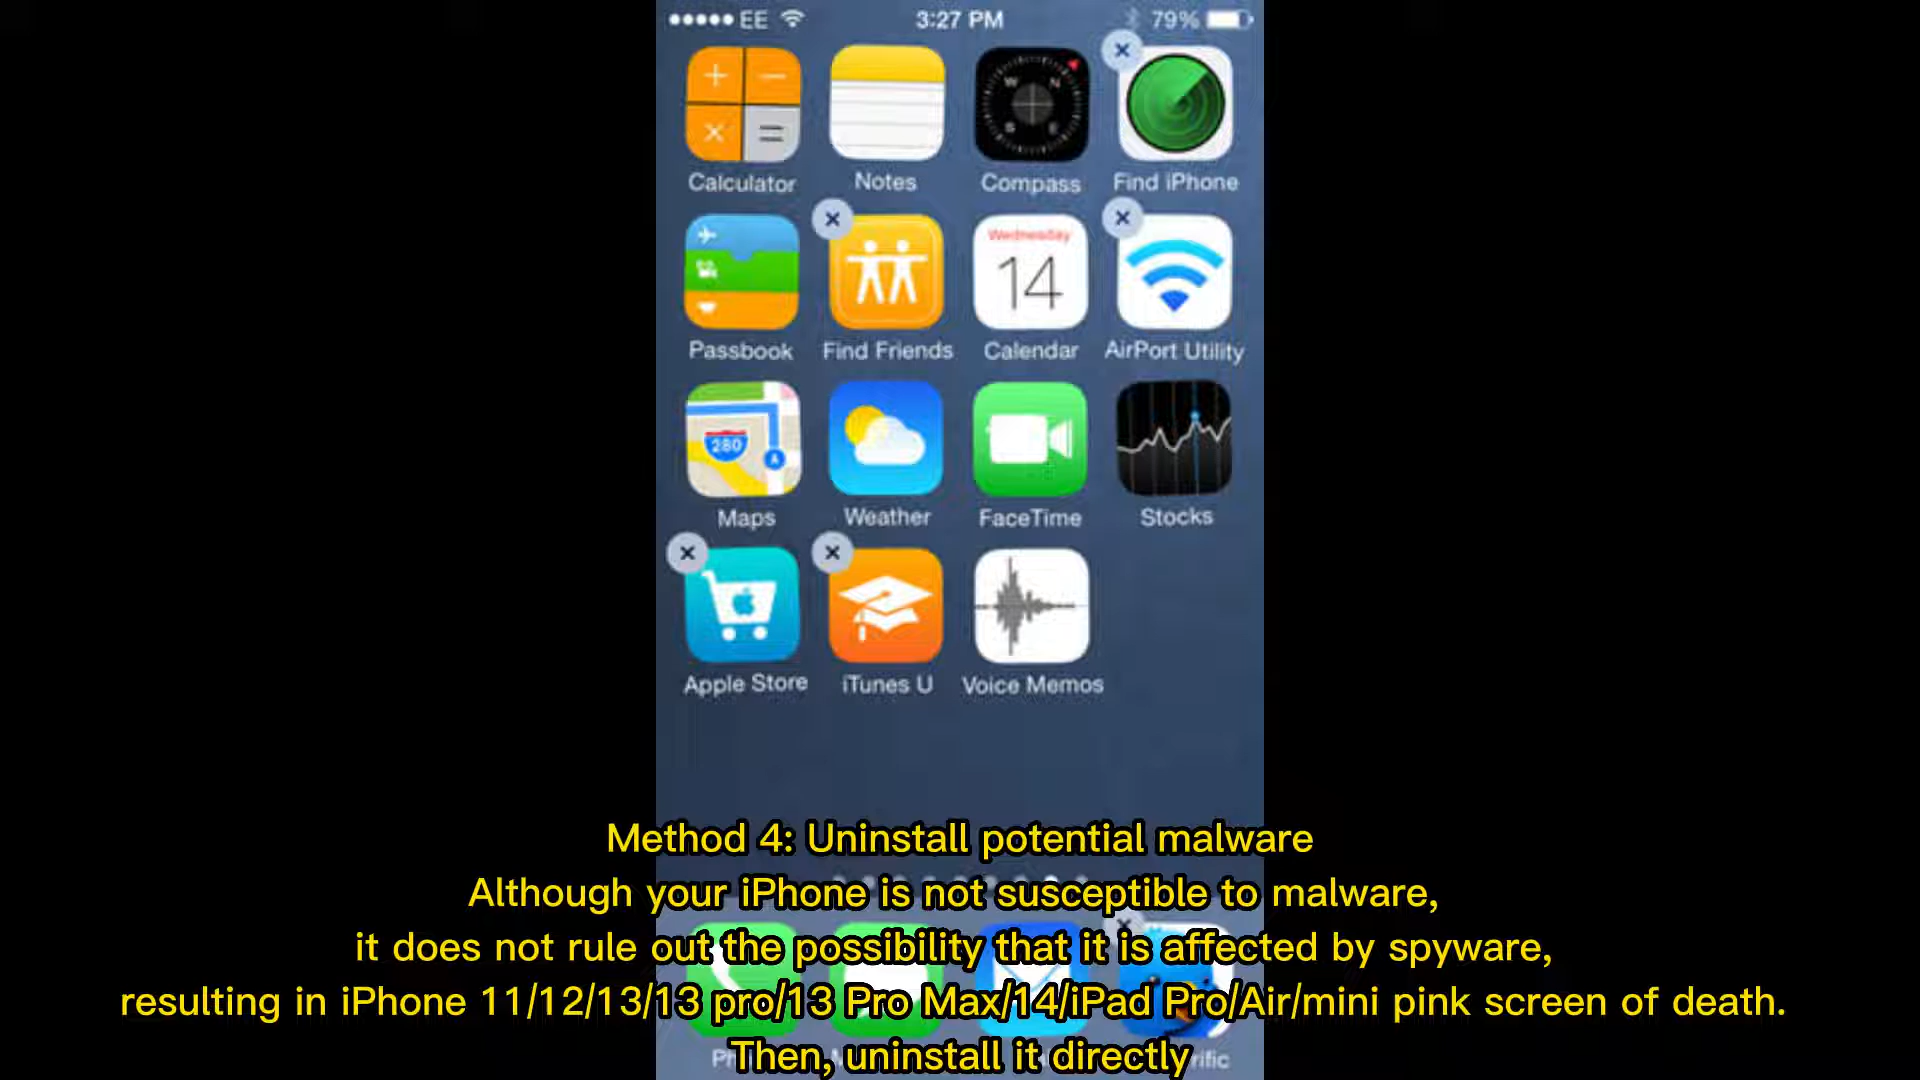 EE 3:27 PM 79%
Calculator Notes Compass Find iPhone
Wednesday
14
Passbook Find Friends Calendar AirPort Utility
280
Maps Weather FaceTime Stocks
Apple Store iTunes U Voice Memos
Method 4: Uninstall potential malware
Although your iPhone is not susceptible to malware,
it does not rule out the possibility that it is affected by spyware,
resulting in iPhone 11/12/13/13 pro/13 Pro Max/14/iPad Pro/Air/mini pink screen of death.
Then, uninstall it directly